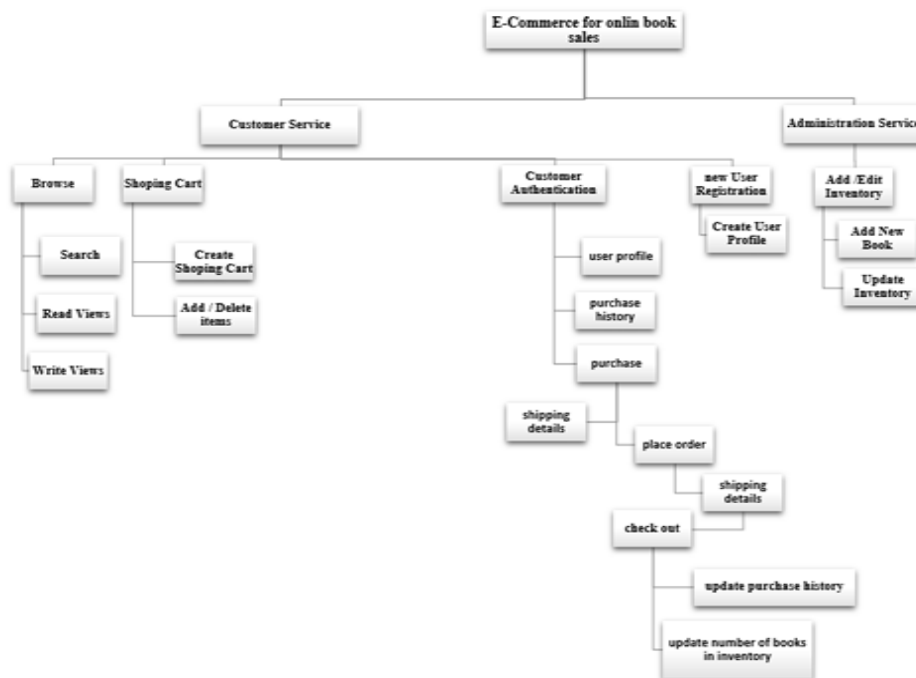 E-Commerce for onlin book
sales
Customer Service
Administration Service
Browse
Shoping Cart
Customer
Authentication
new User
Registration
Add /Edit
Inventory
Search
Create
Shoping Cart
user profile
Create User
Profile
Add New
Book
Read Views
Add / Delete
items
purchase
history
Update
Inventory
Write Views
purchase
shipping
details
place order
shipping
details
check out
update purchase history
update number of books
in inventory